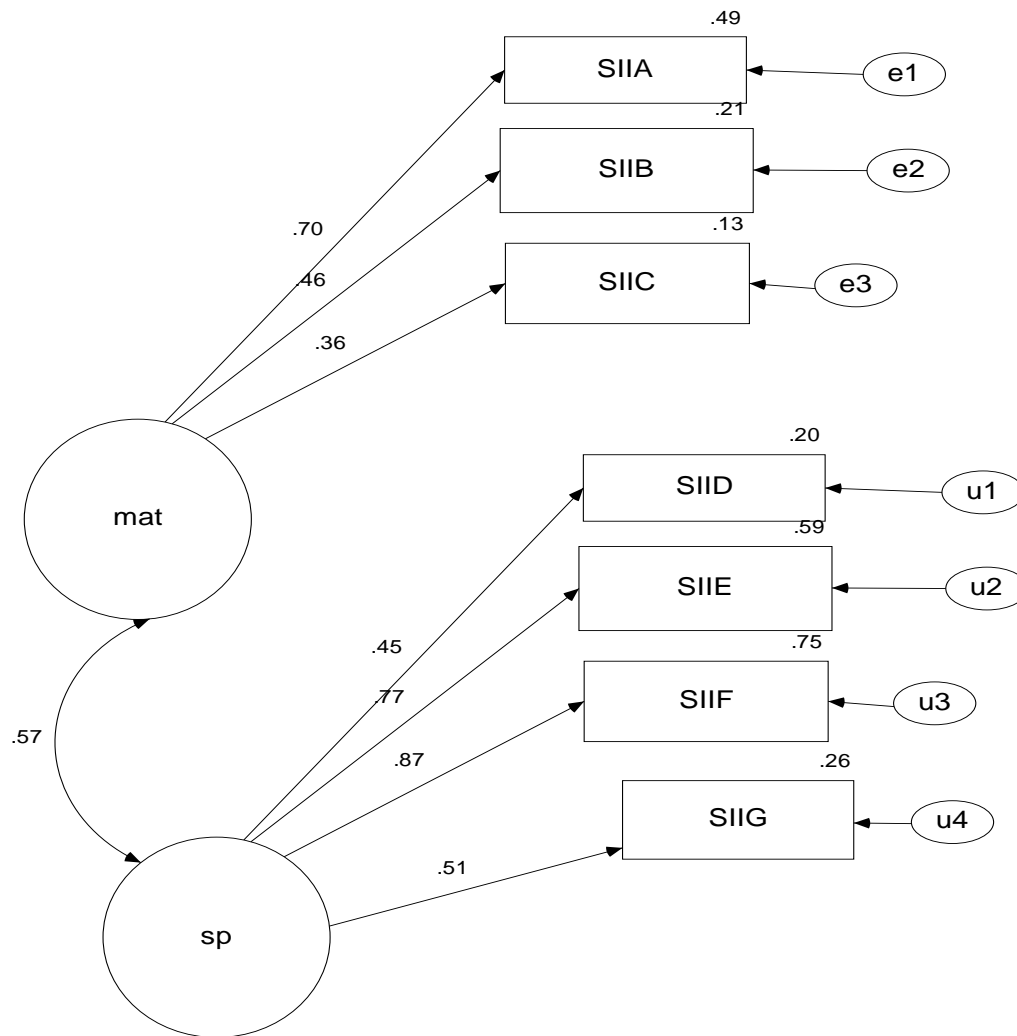 .49
SIIA
e1
.21
SIIB
e2
.70
.13
.46
SIIC
e3
.36
.20
SIID
u1
mat
.59
SIIE
u2
.45
.75
.77
SIIF
u3
.57
.87
.26
SIIG
u4
.51
sp